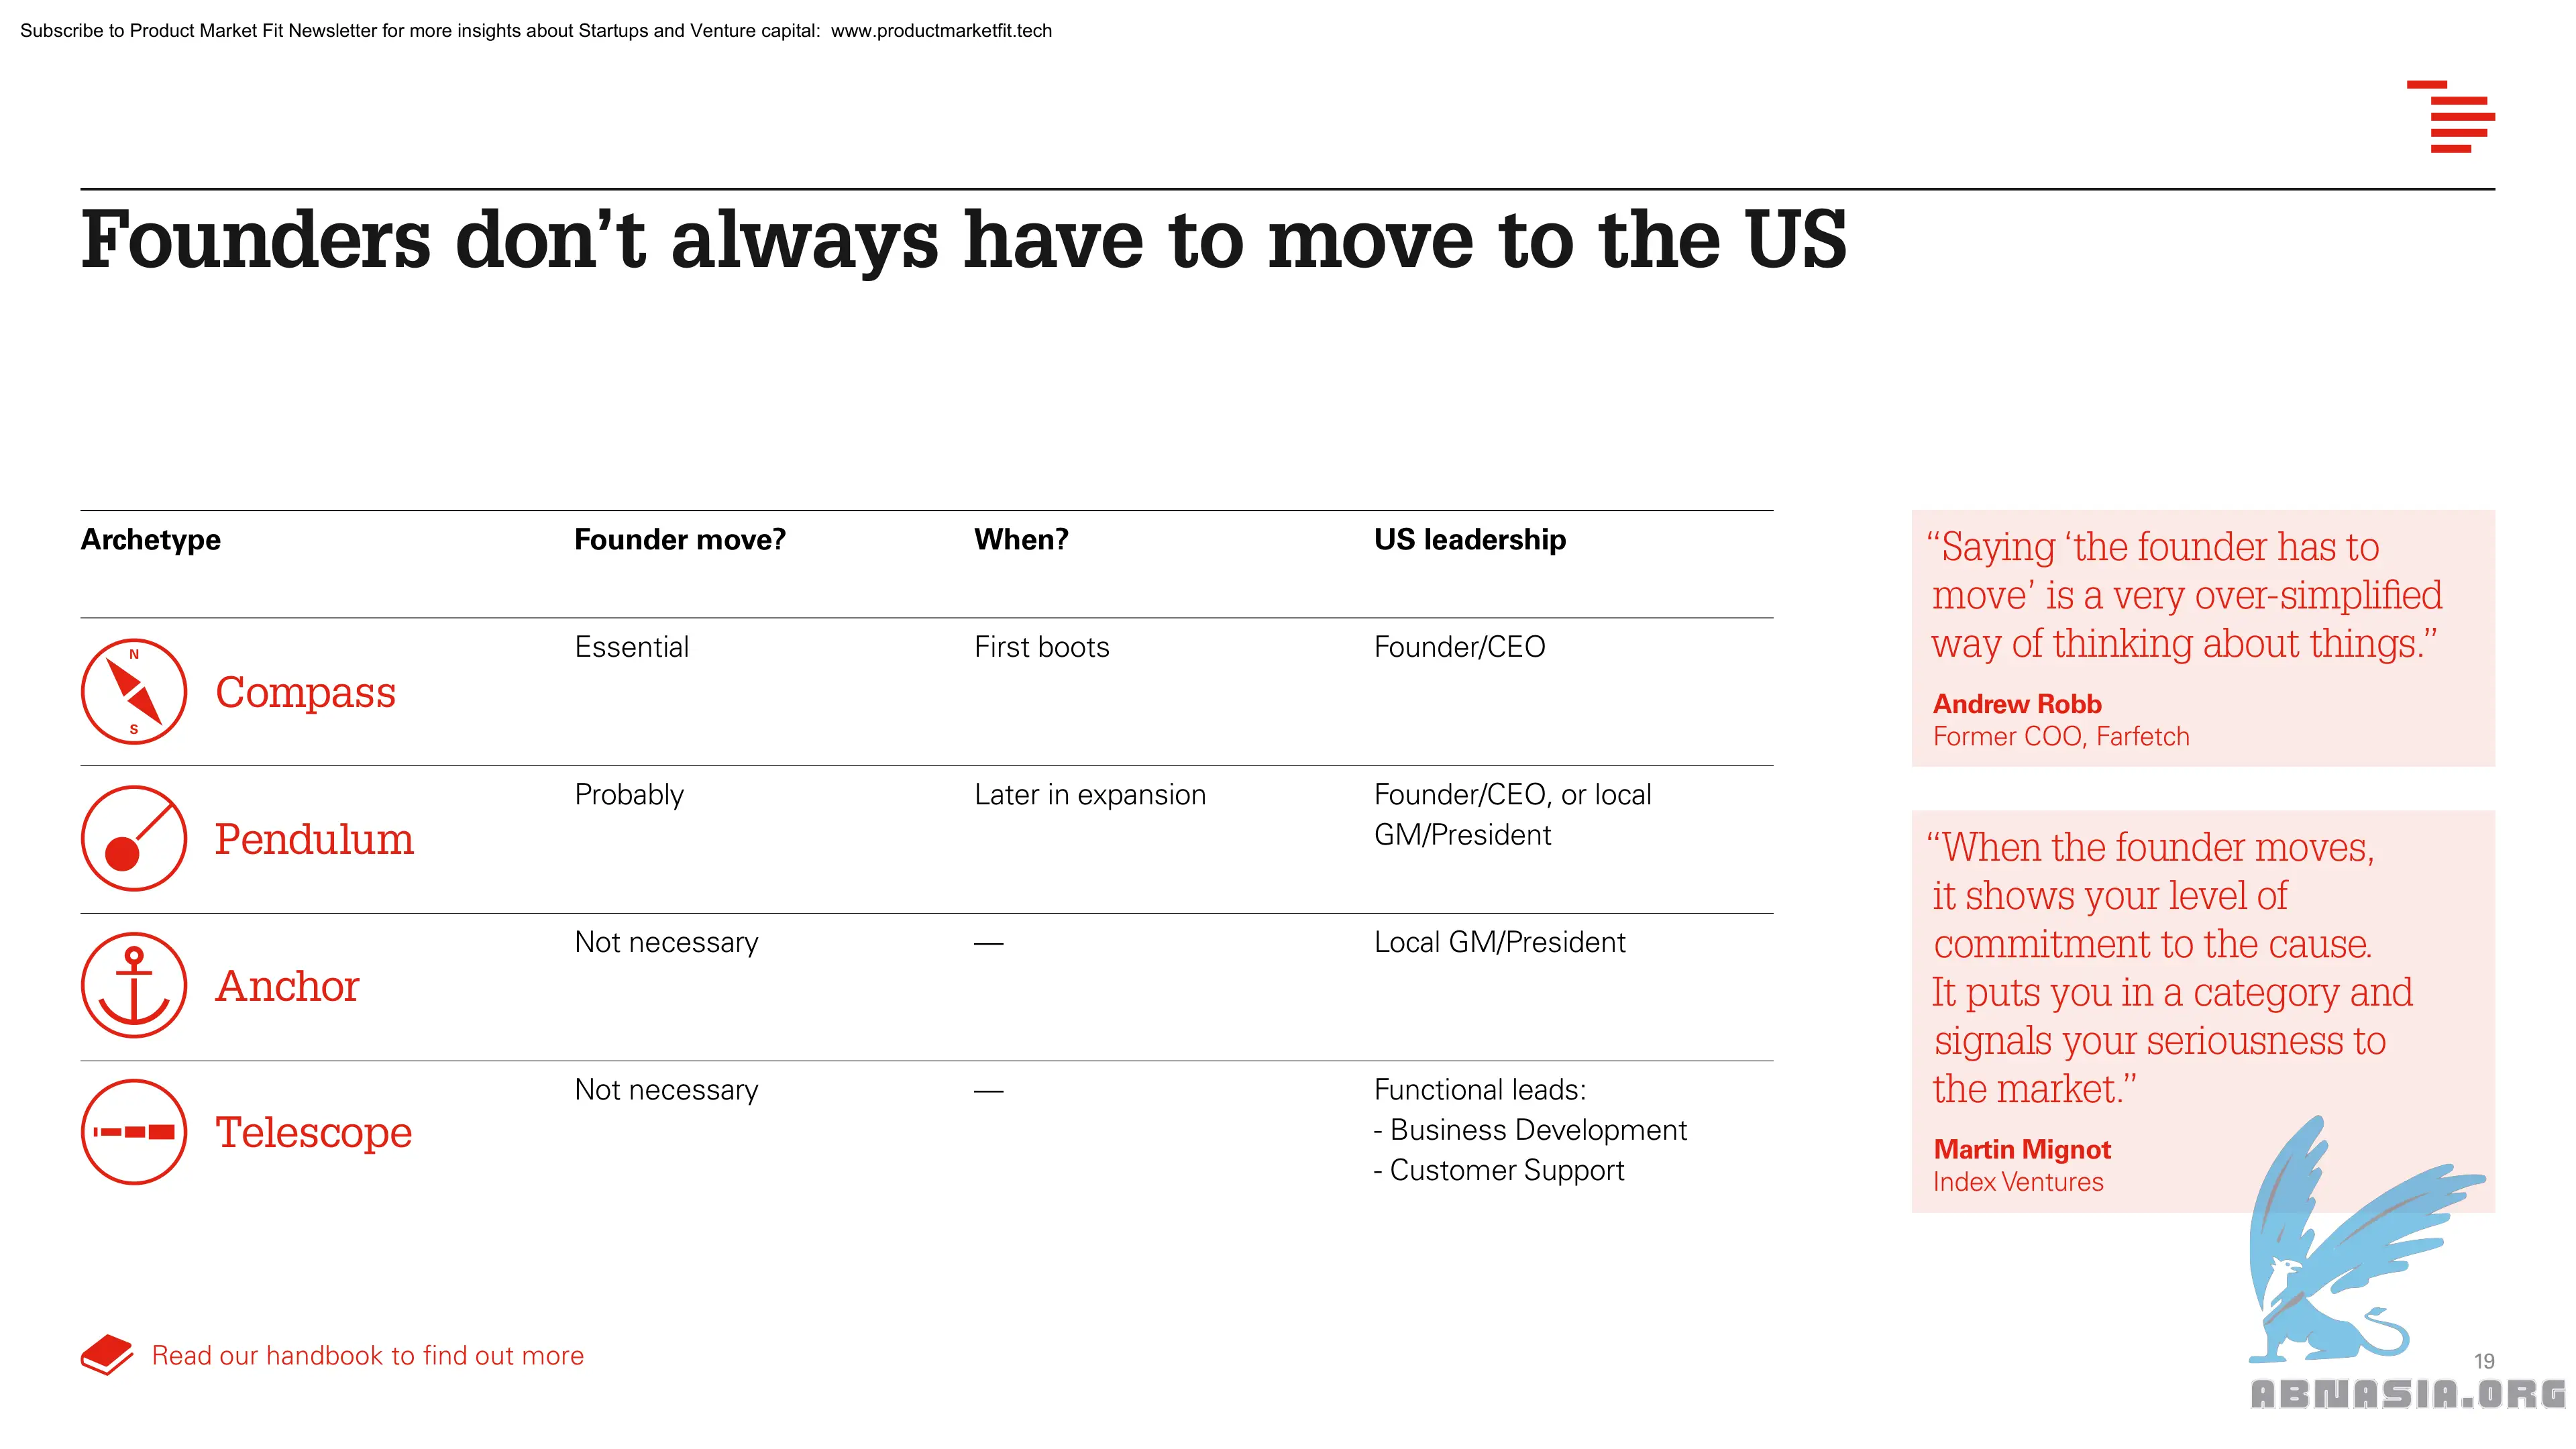 Subscribe to Product Market Fit Newsletter for more insights about Startups and Venture capital:  www.productmarketfit.tech
Founders don’t always have to move to the US
Archetype Founder move? When? US leadership
N
S
Compass Essential First boots Founder/CEO
Pendulum Probably Later in expansion Founder/CEO, or local
GM/President
Anchor Not necessary — Local GM/President
Telescope Not necessary — Functional leads:
- Business Development
- Customer Support
“Saying ‘the founder has to
move’ is a very over-simplified
way of thinking about things.”
Andrew Robb
Former COO, Farfetch
“When the founder moves,
it shows your level of
commitment to the cause.
It puts you in a category and
signals your seriousness to
the market.”
Martin Mignot
Index Ventures
Read our handbook to find out more
19
ABNASIA.ORG